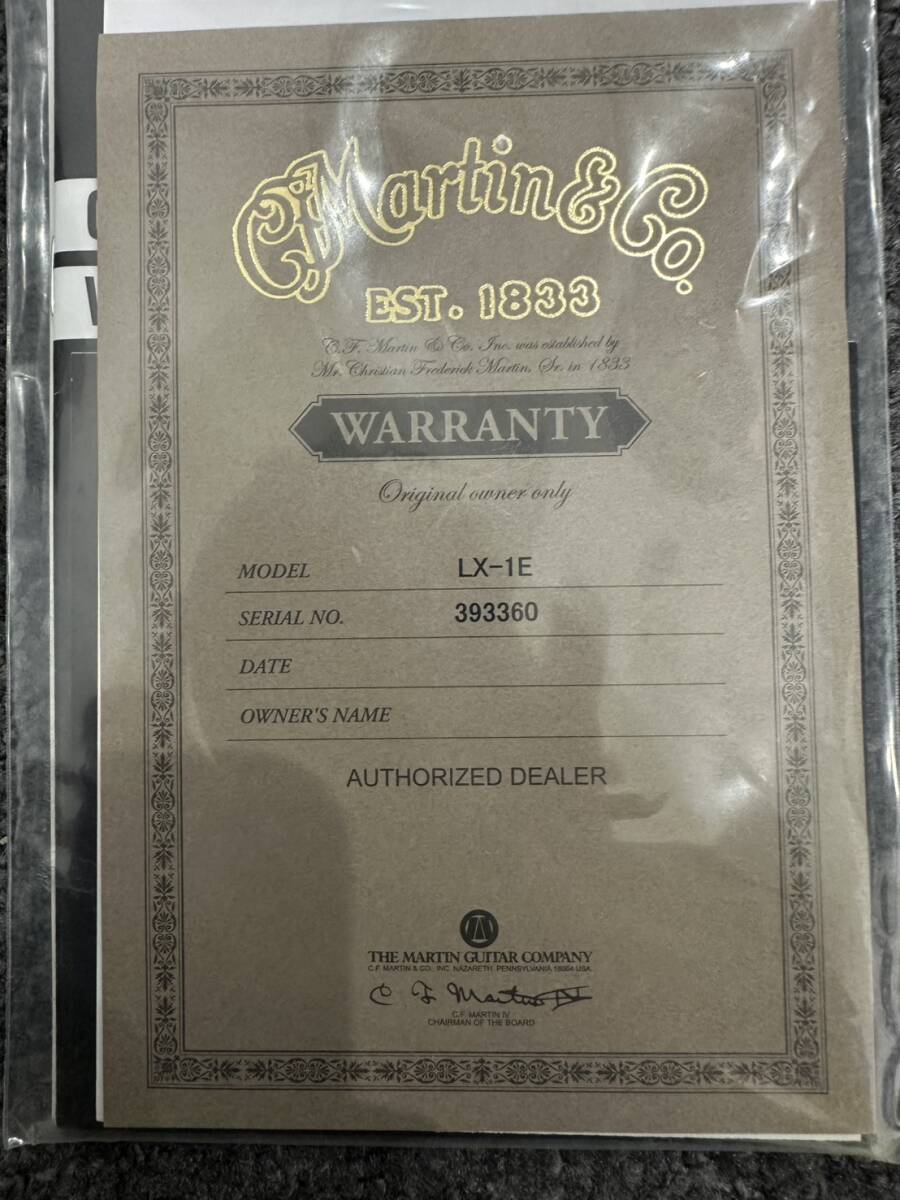 C.F. Martin & Co.
EST. 1833
C.F. Martin & Co. Inc. was established by
Mr. Christian Frederick Martin, Sr. in 1833
WARRANTY
Original owner only
MODEL LX-1E
SERIAL NO. 393360
DATE
OWNER'S NAME
AUTHORIZED DEALER
THE MARTIN GUITAR COMPANY
C.F. MARTIN & CO., INC. NAZARETH, PENNSYLVANIA 18064 USA.
C F Martin IV
C.F. MARTIN IV
CHAIRMAN OF THE BOARD